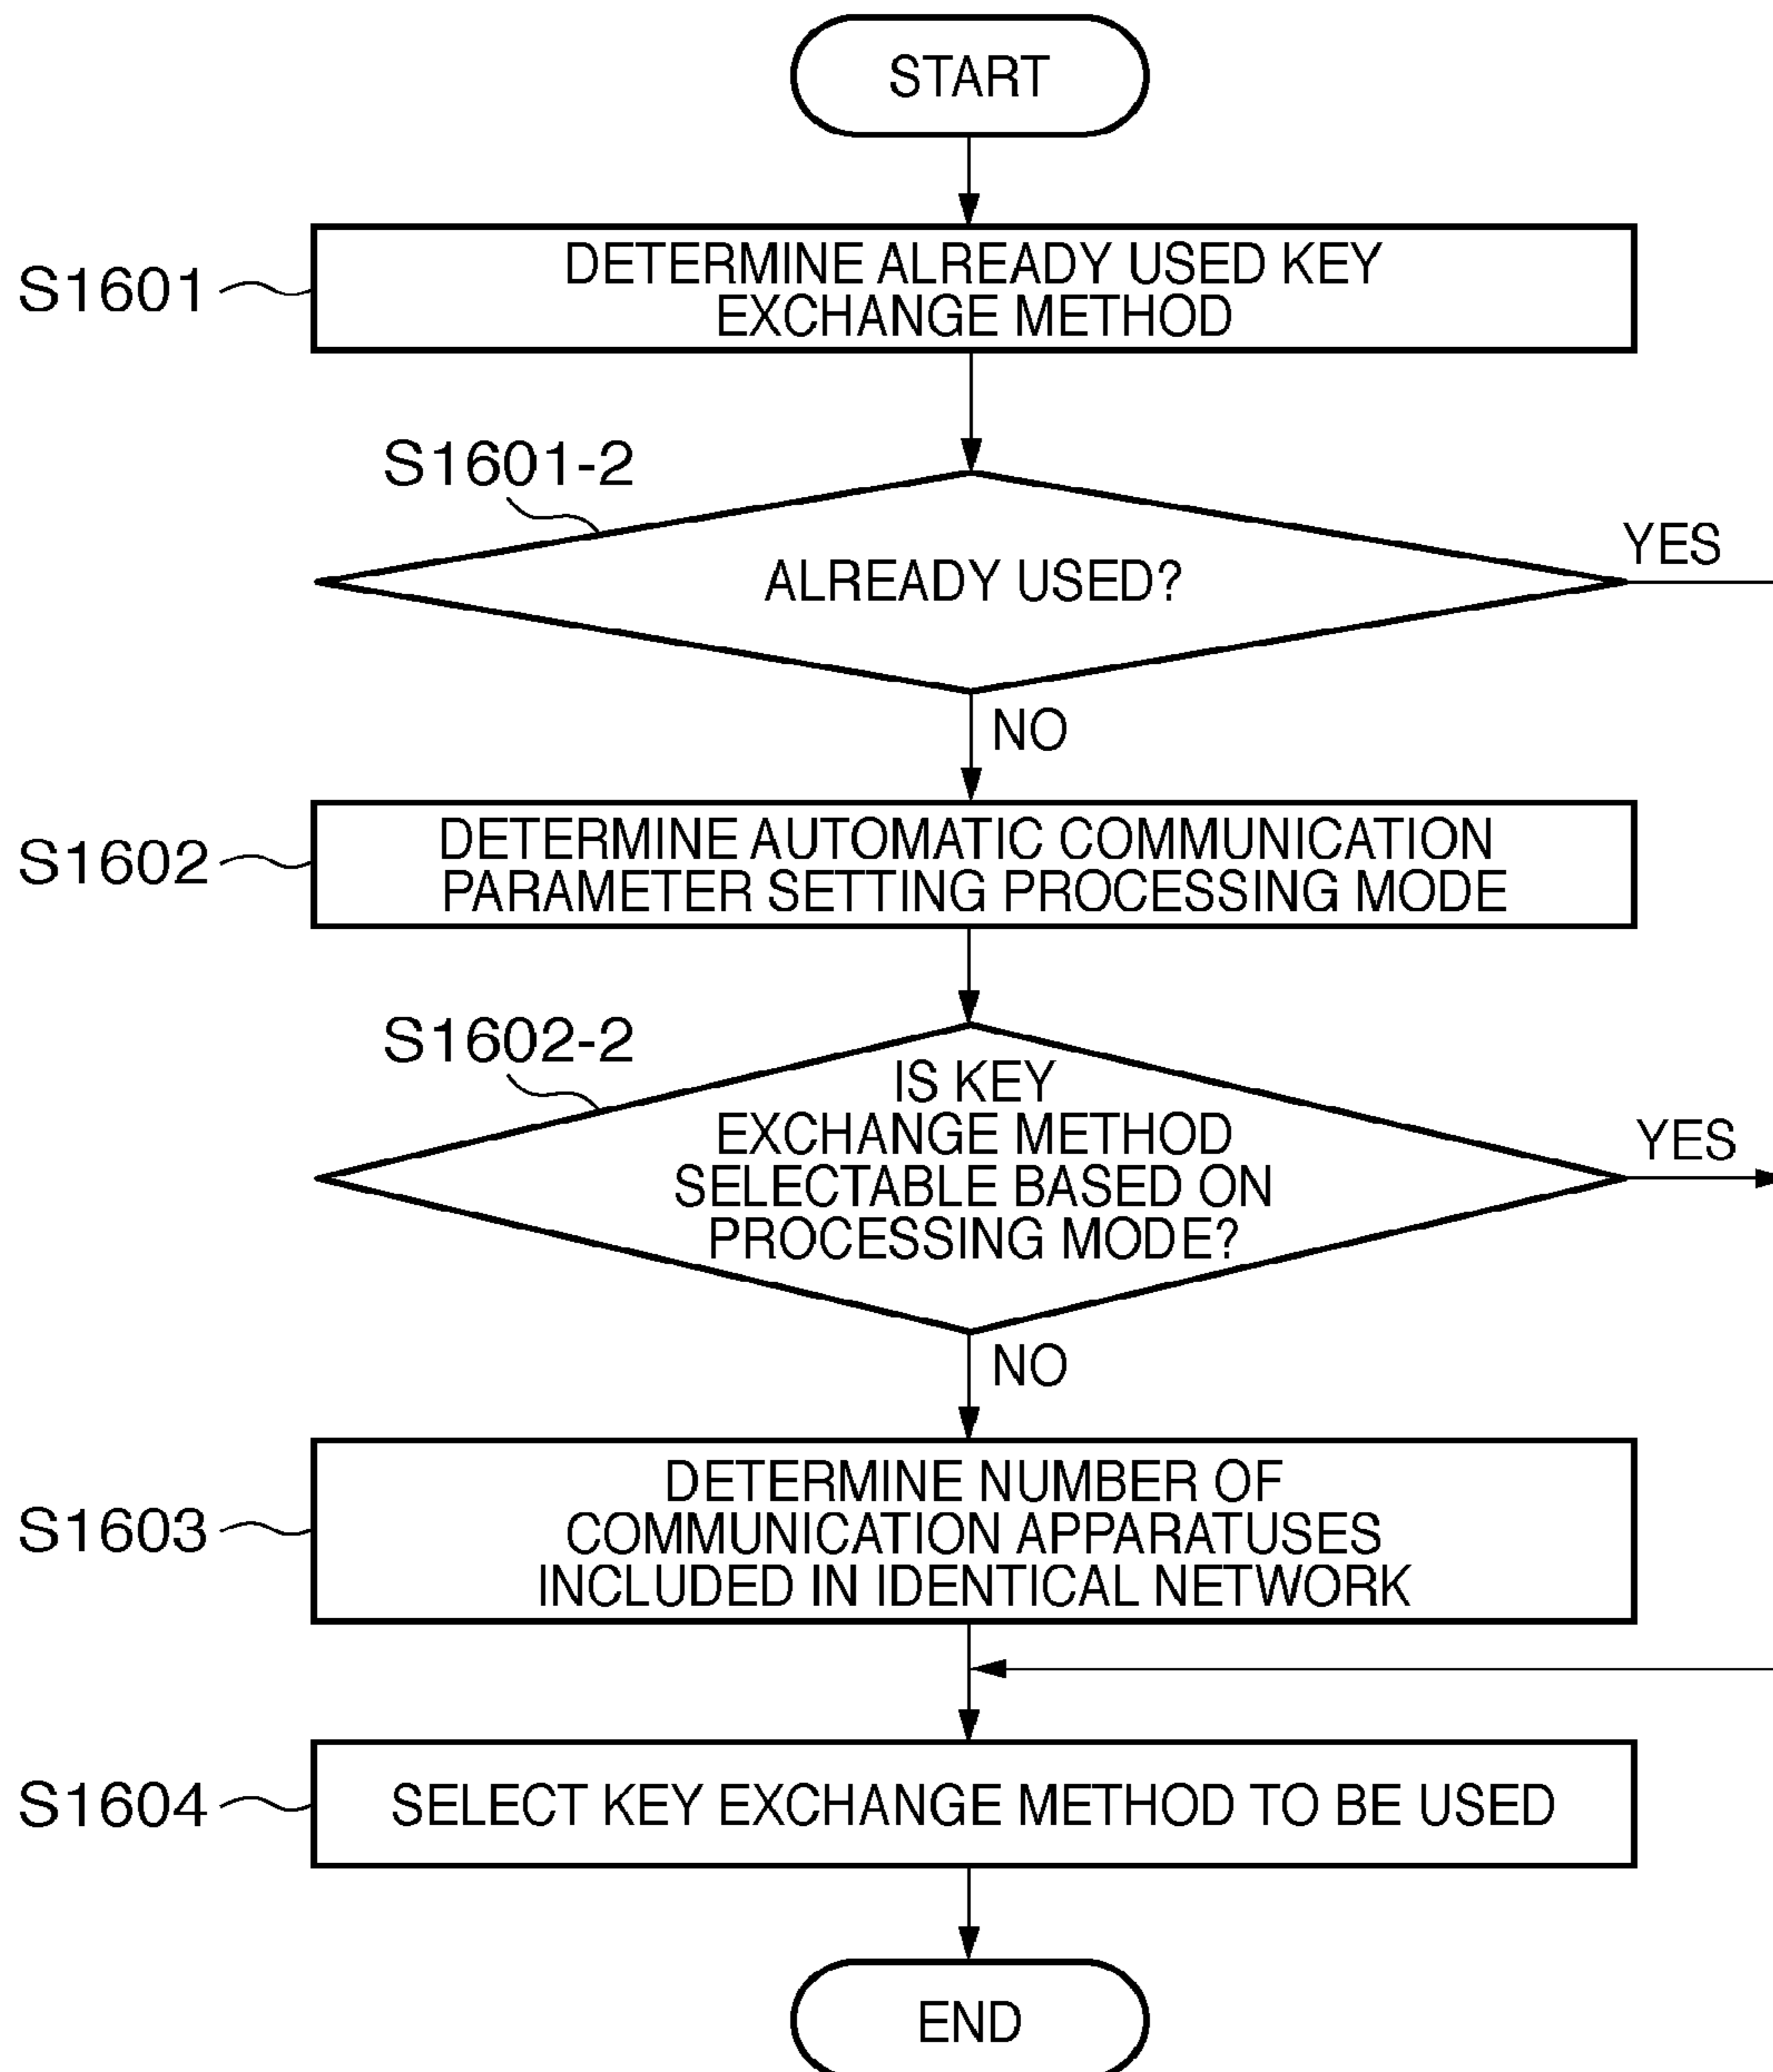 START
S1601
DETERMINE ALREADY USED KEY
EXCHANGE METHOD
S1601-2
ALREADY USED?
YES
NO
S1602
DETERMINE AUTOMATIC COMMUNICATION
PARAMETER SETTING PROCESSING MODE
S1602-2
IS KEY
EXCHANGE METHOD
SELECTABLE BASED ON
PROCESSING MODE?
YES
NO
S1603
DETERMINE NUMBER OF
COMMUNICATION APPARATUSES
INCLUDED IN IDENTICAL NETWORK
S1604
SELECT KEY EXCHANGE METHOD TO BE USED
END